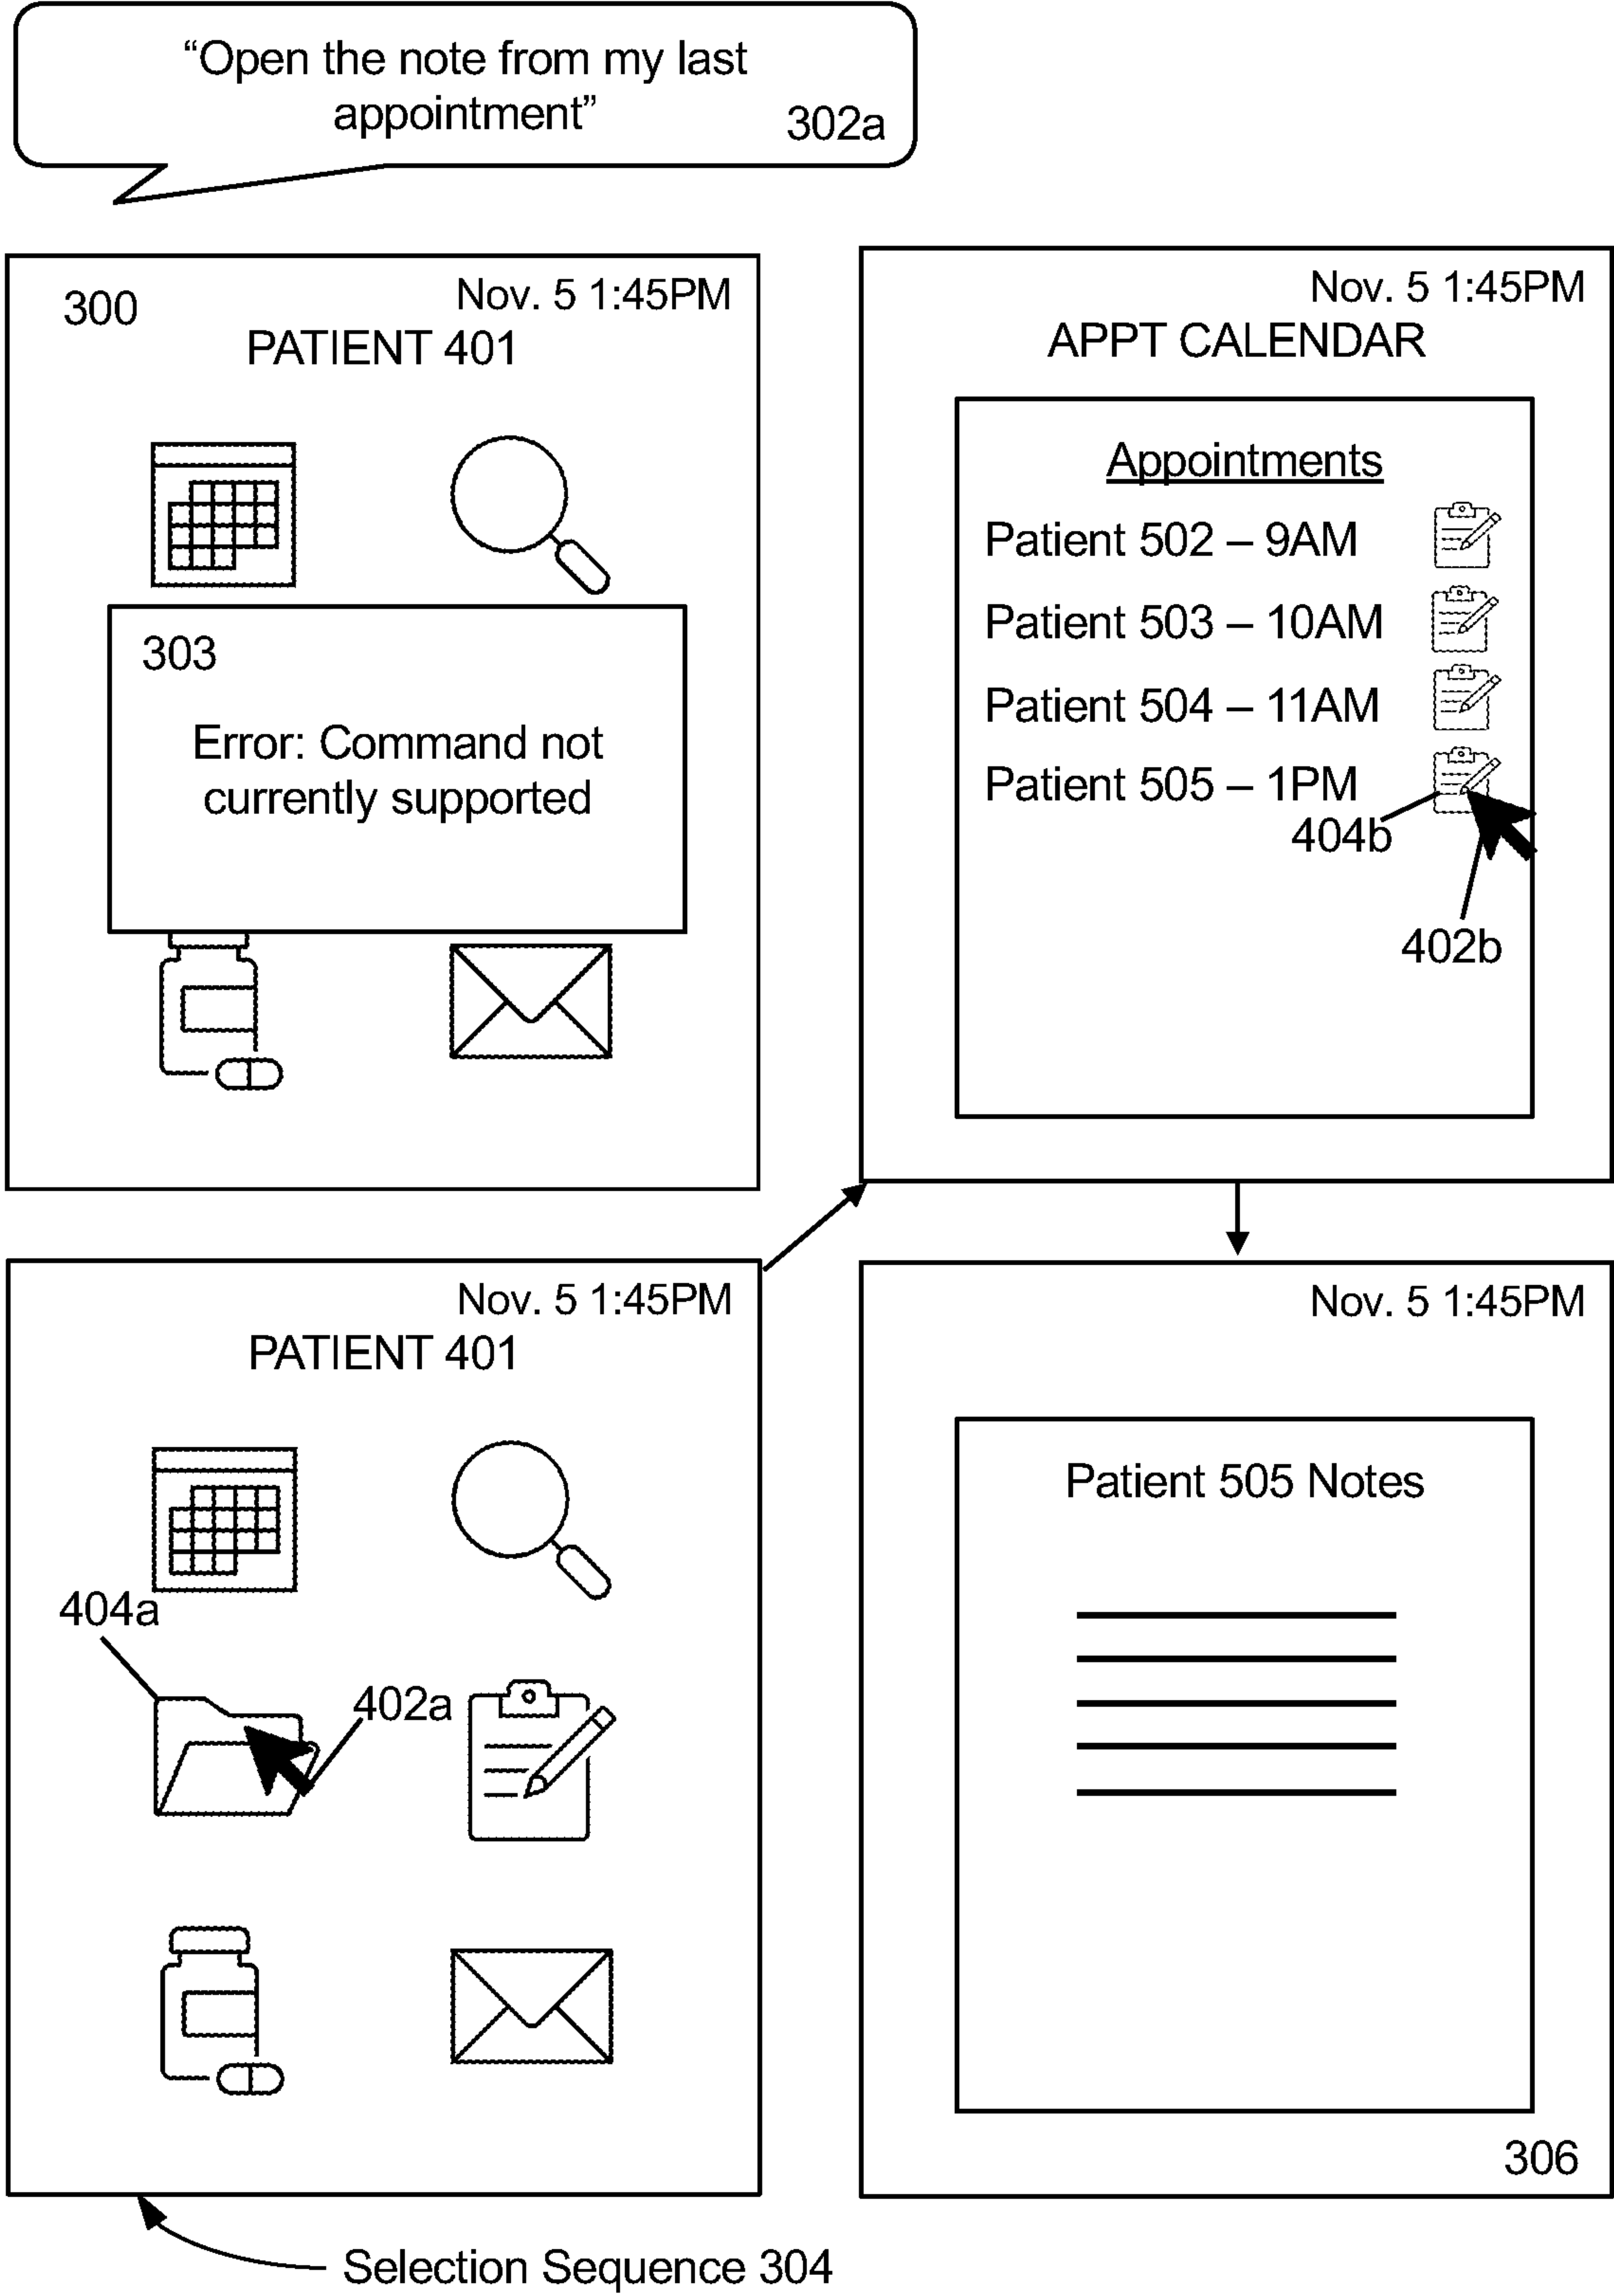 “Open the note from my last
appointment”
302a
300
Nov. 5 1:45PM
PATIENT 401
303
Error: Command not
currently supported
Nov. 5 1:45PM
APPT CALENDAR
Appointments
Patient 502 – 9AM
Patient 503 – 10AM
Patient 504 – 11AM
Patient 505 – 1PM
404b
402b
Nov. 5 1:45PM
PATIENT 401
404a
402a
Selection Sequence 304
Nov. 5 1:45PM
Patient 505 Notes
306